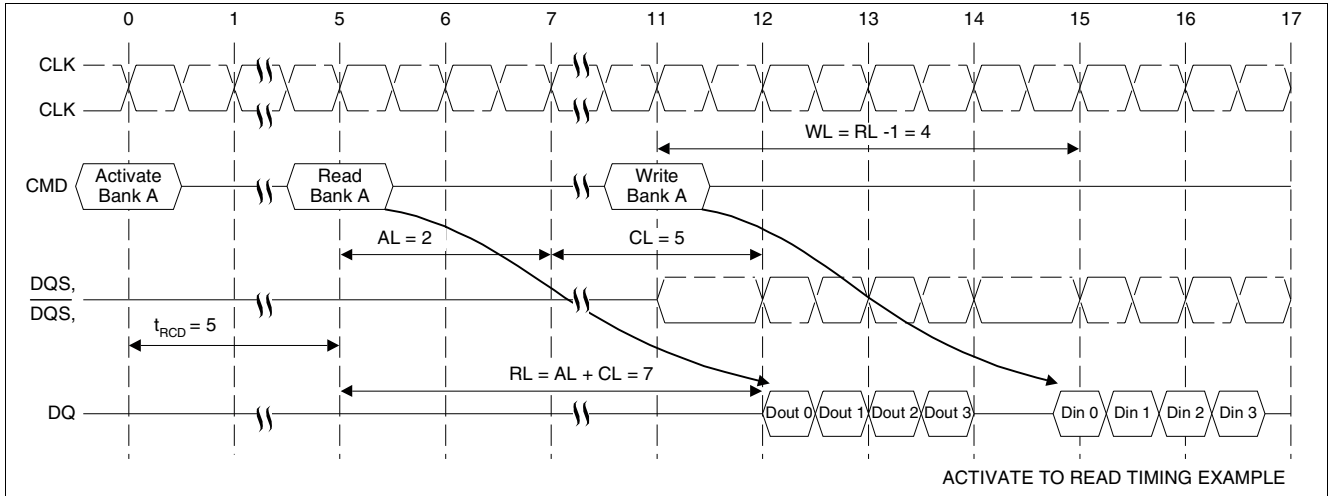 0 1 5 6 7 11 12 13 14 15 16 17
CLK
CLK
WL = RL -1 = 4
CMD
Activate
Bank A
Read
Bank A
Write
Bank A
AL = 2
CL = 5
DQS,
DQS,
tRCD = 5
RL = AL + CL = 7
DQ
Dout 0 Dout 1 Dout 2 Dout 3
Din 0 Din 1 Din 2 Din 3
ACTIVATE TO READ TIMING EXAMPLE